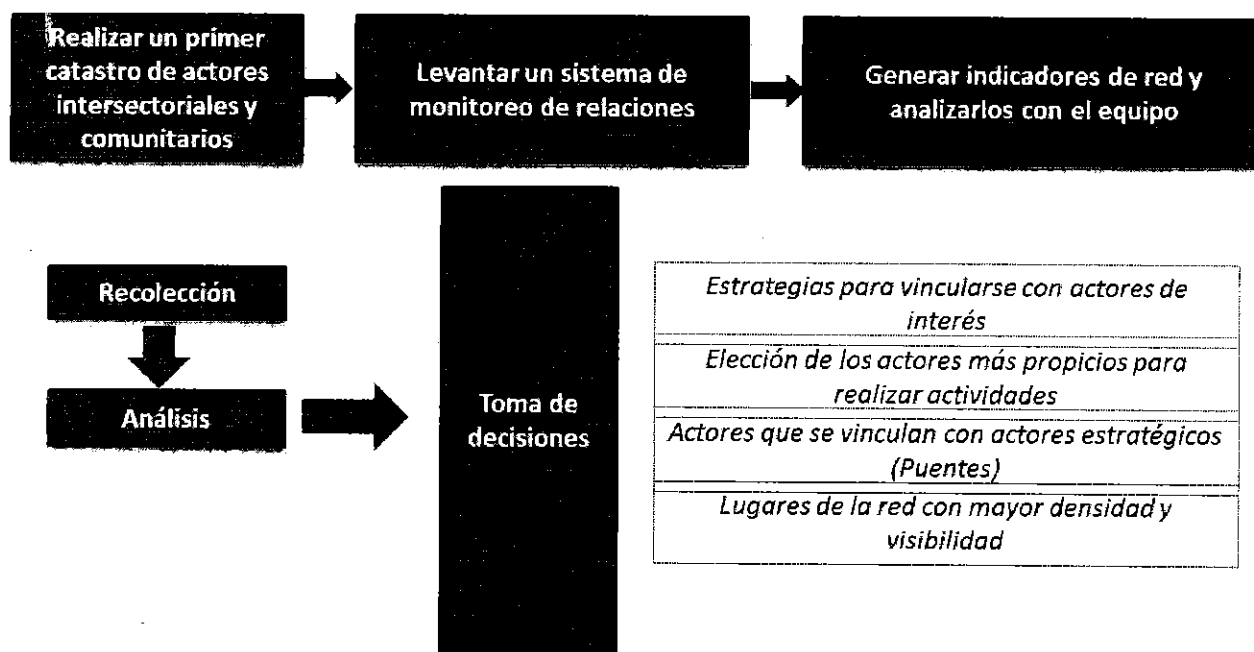 Realizar un primer
catastro de actores
intersectoriales y
comunitarios
Levantar un sistema de
monitoreo de relaciones
Generar indicadores de red y
analizarlos con el equipo
Recolección
Análisis
Toma de
decisiones
Estrategias para vincularse con actores de
interés
Elección de los actores más propicios para
realizar actividades
Actores que se vinculan con actores estratégicos
(Puentes)
Lugares de la red con mayor densidad y
visibilidad